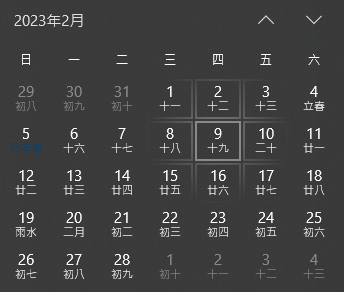 2023年2月
日 一 二 三 四 五 六
29 30 31 1 2 3 4
初八 初九 初十 十一 十二 十三 立春
5 6 7 8 9 10 11
十六 十七 十八 十九 二十 廿一
12 13 14 15 16 17 18
廿二 廿三 廿四 廿五 廿六 廿七 廿八
19 20 21 22 23 24 25
雨水 二月 初二 初三 初四 初五 初六
26 27 28 1 2 3 4
初七 初八 初九 初十 十一 十二 十三